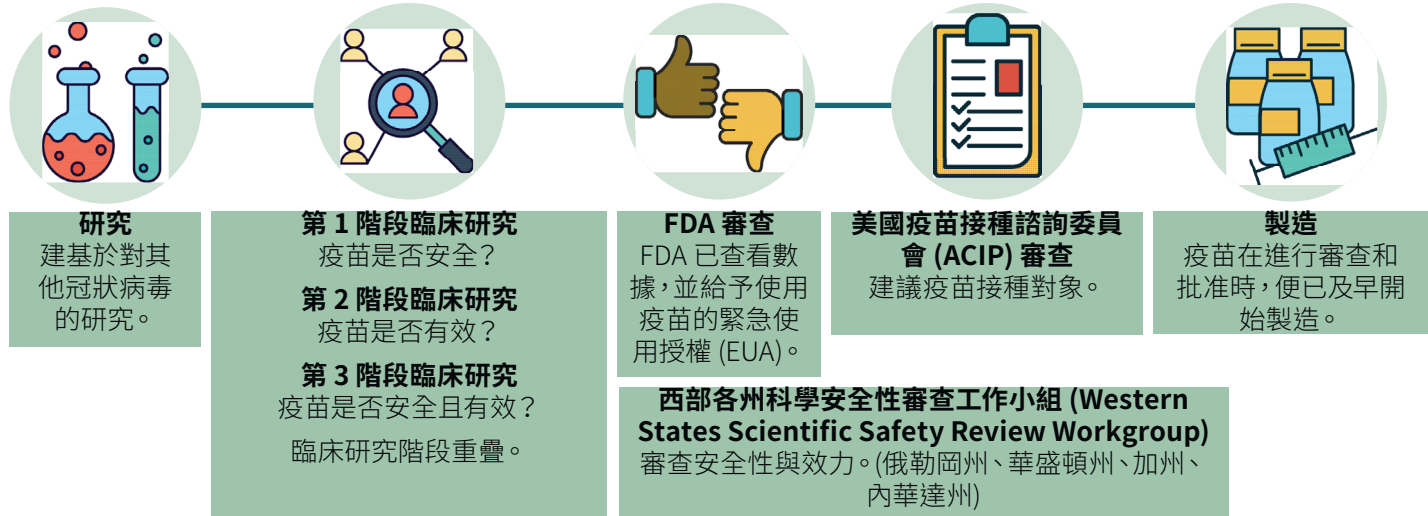 研究
建基於對其
他冠狀病毒
的研究。
第 1 階段臨床研究
疫苗是否安全？
第 2 階段臨床研究
疫苗是否有效？
第 3 階段臨床研究
疫苗是否安全且有效？
臨床研究階段重疊。
FDA 審查
FDA 已查看數
據，並給予使用
疫苗的緊急使
用授權 (EUA)。
美國疫苗接種諮詢委員
會 (ACIP) 審查
建議疫苗接種對象。
製造
疫苗在進行審查和
批准時，便已及早開
始製造。
西部各州科學安全性審查工作小組 (Western
States Scientific Safety Review Workgroup)
審查安全性與效力。(俄勒岡州、華盛頓州、加州、
內華達州)